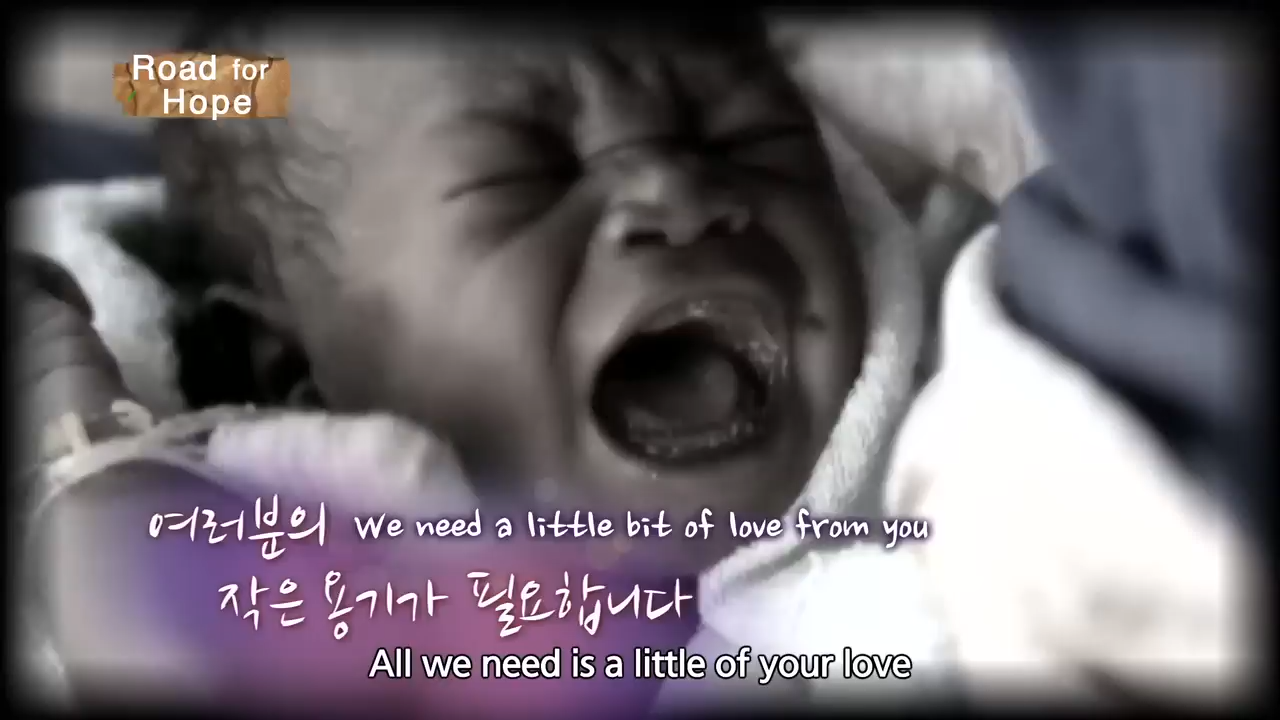 Road for
Hope
여러분의 We need a little bit of love from you
작은 용기가 필요합니다
All we need is a little of your love